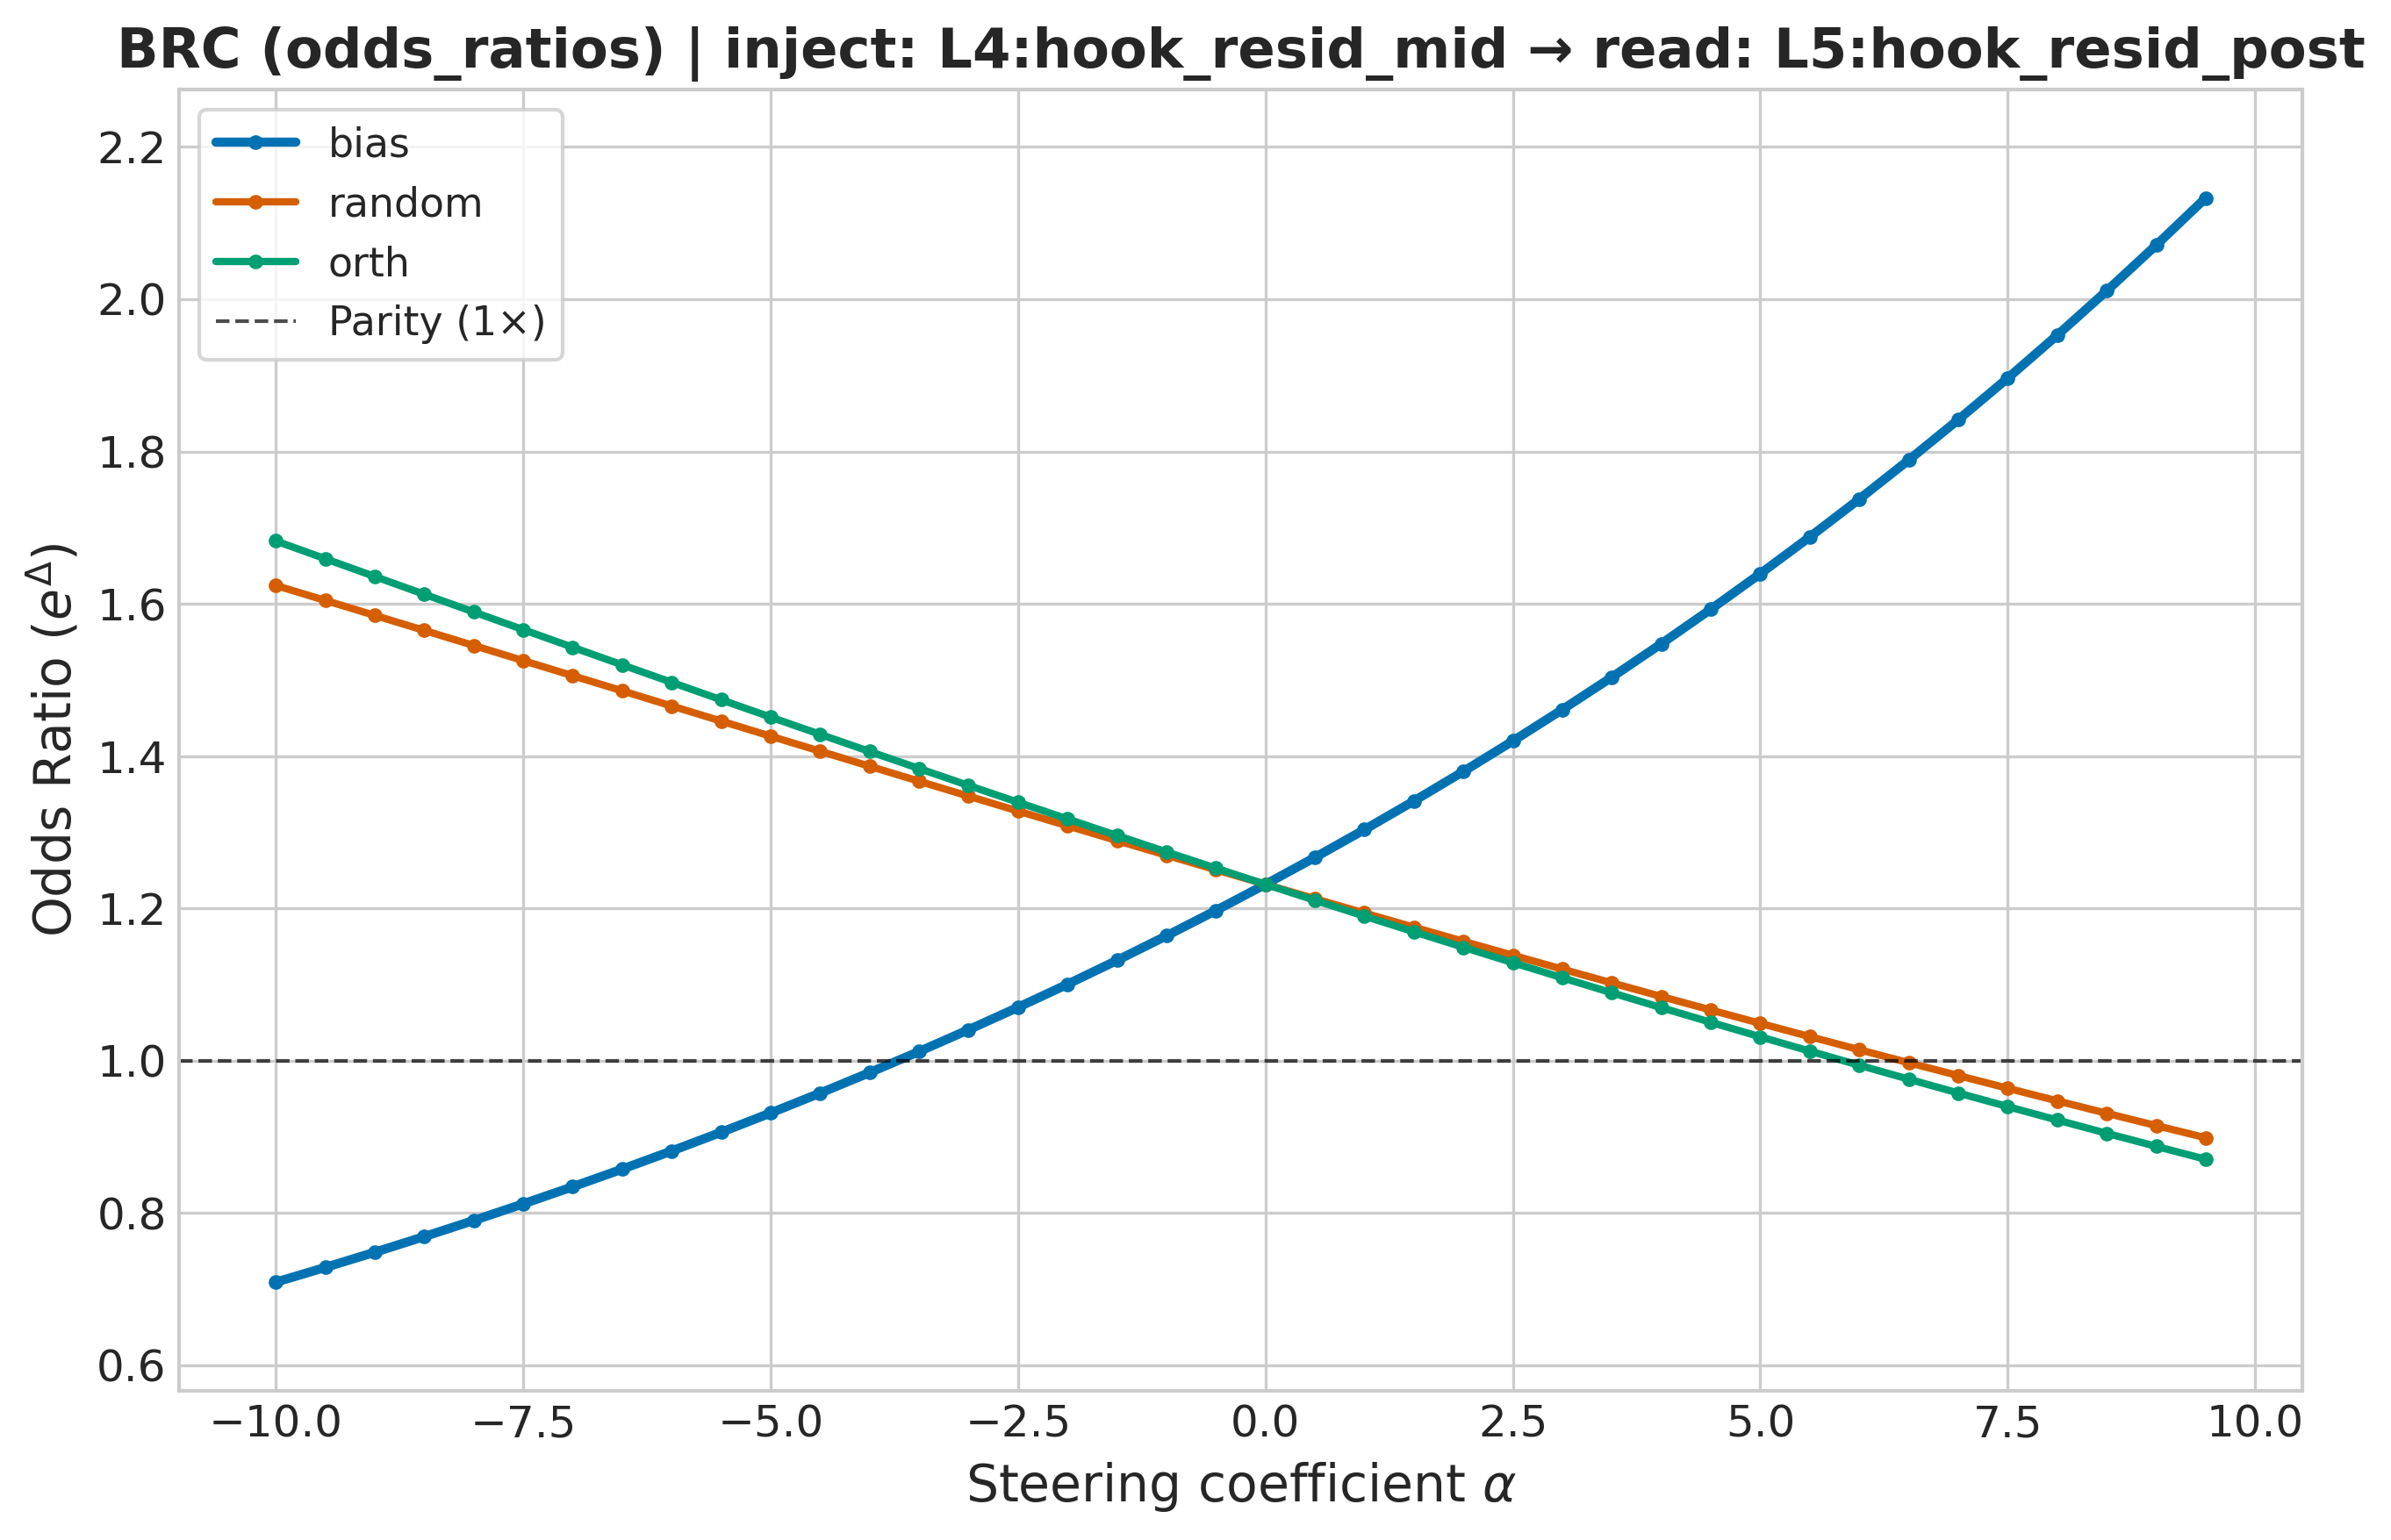 BRC (odds_ratios) | inject: L4:hook_resid_mid → read: L5:hook_resid_post
bias
random
orth
Parity (1×)
Odds Ratio (e^Δ)
2.2
2.0
1.8
1.6
1.4
1.2
1.0
0.8
0.6
−10.0 −7.5 −5.0 −2.5 0.0 2.5 5.0 7.5 10.0
Steering coefficient α